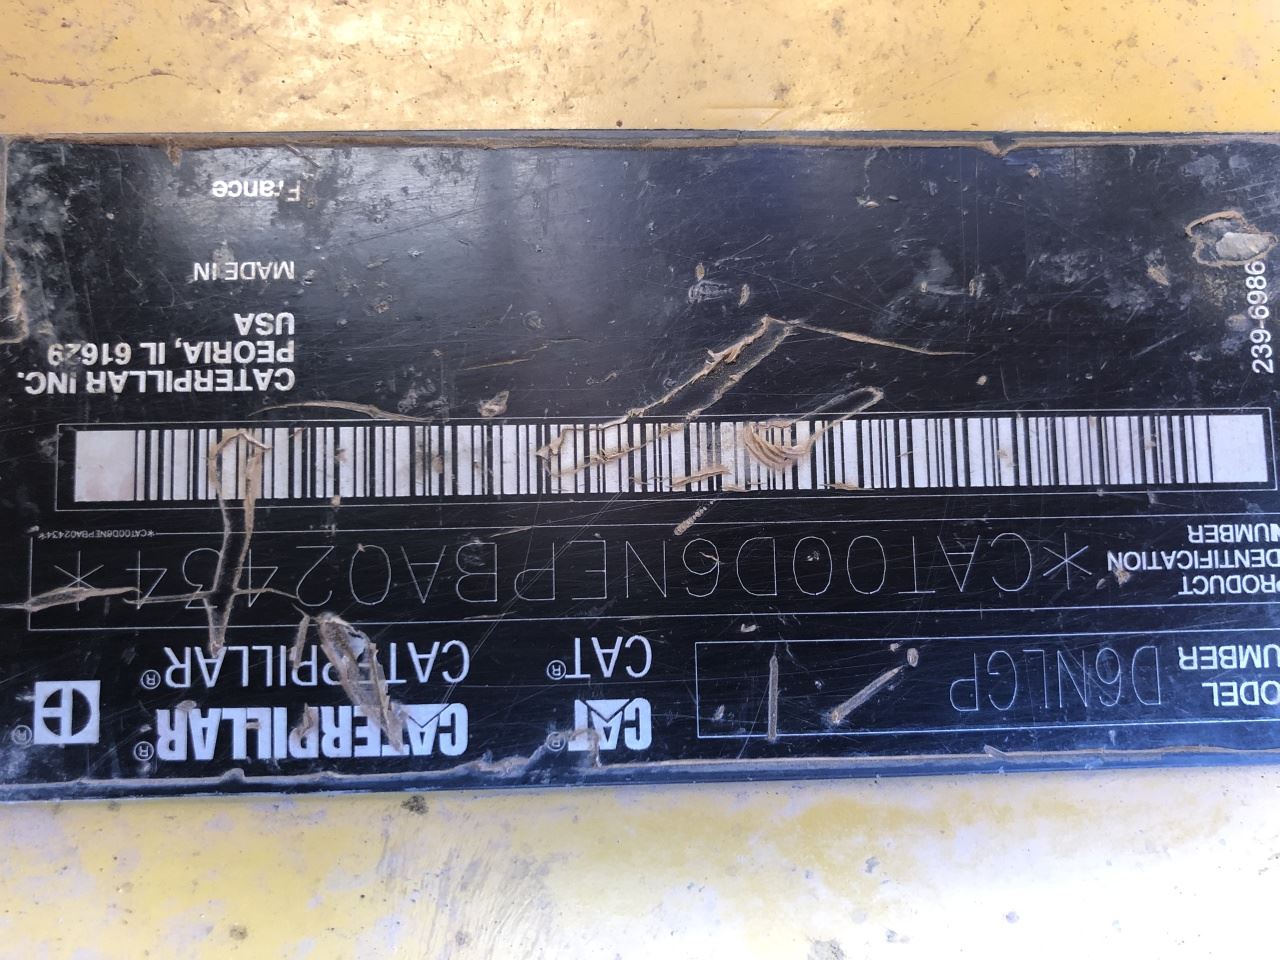 CATERPILLAR® CAT® MODEL NUMBER D6NLGP
CATERPILLAR® CAT®
PRODUCT IDENTIFICATION NUMBER
*CAT00D6NEPBA02434*
*CAT00D6NEPBA02434*
CATERPILLAR INC.
PEORIA, IL 61629
USA
MADE IN
France
239-6986